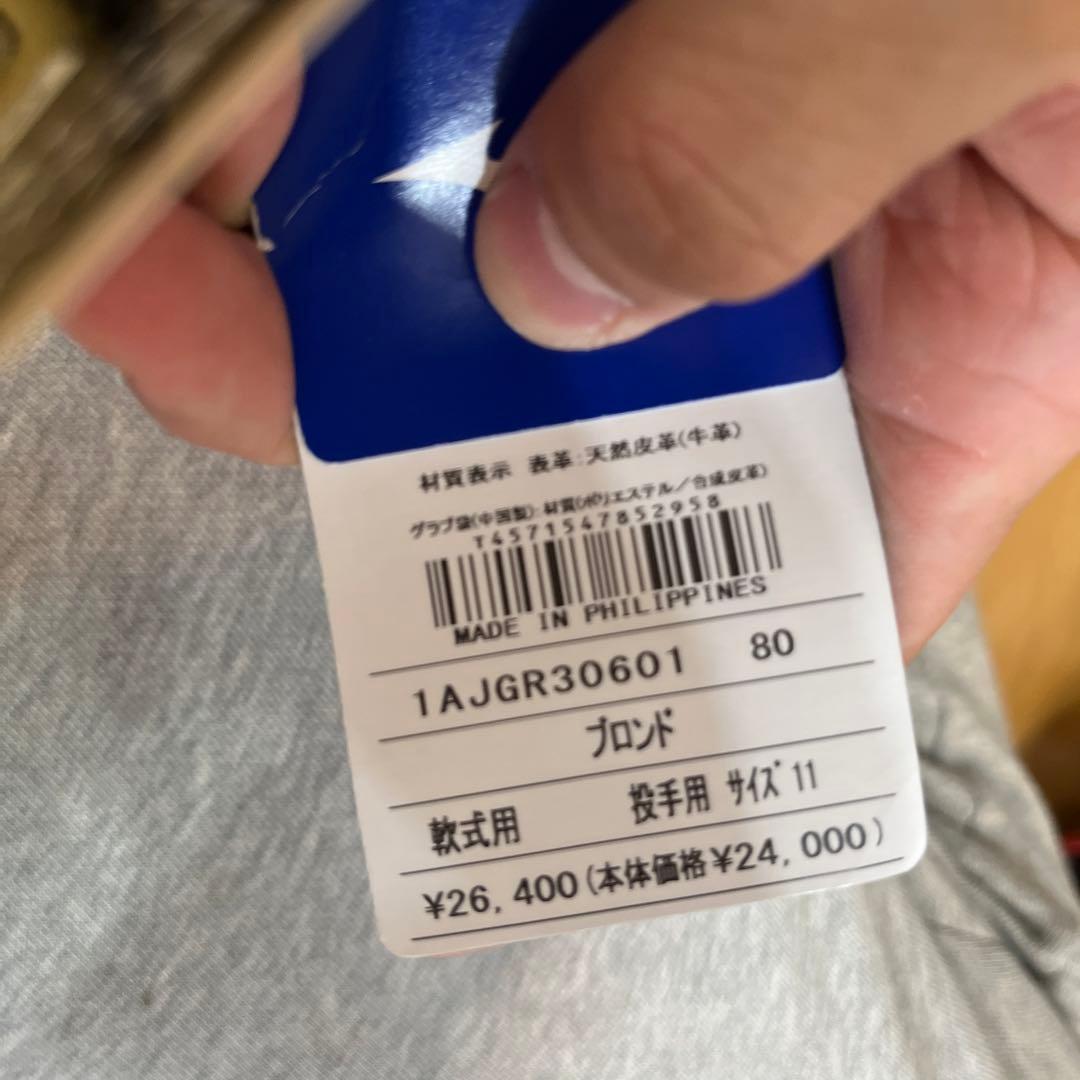 材質表示 表革:天然皮革(牛革)
グラブ袋(中国製):材質(ポリエステル/合成皮革)
T4571547852958
MADE IN PHILIPPINES
1AJGR30601 80
ブロンド
軟式用 投手用 サイズ11
¥26,400(本体価格¥24,000)